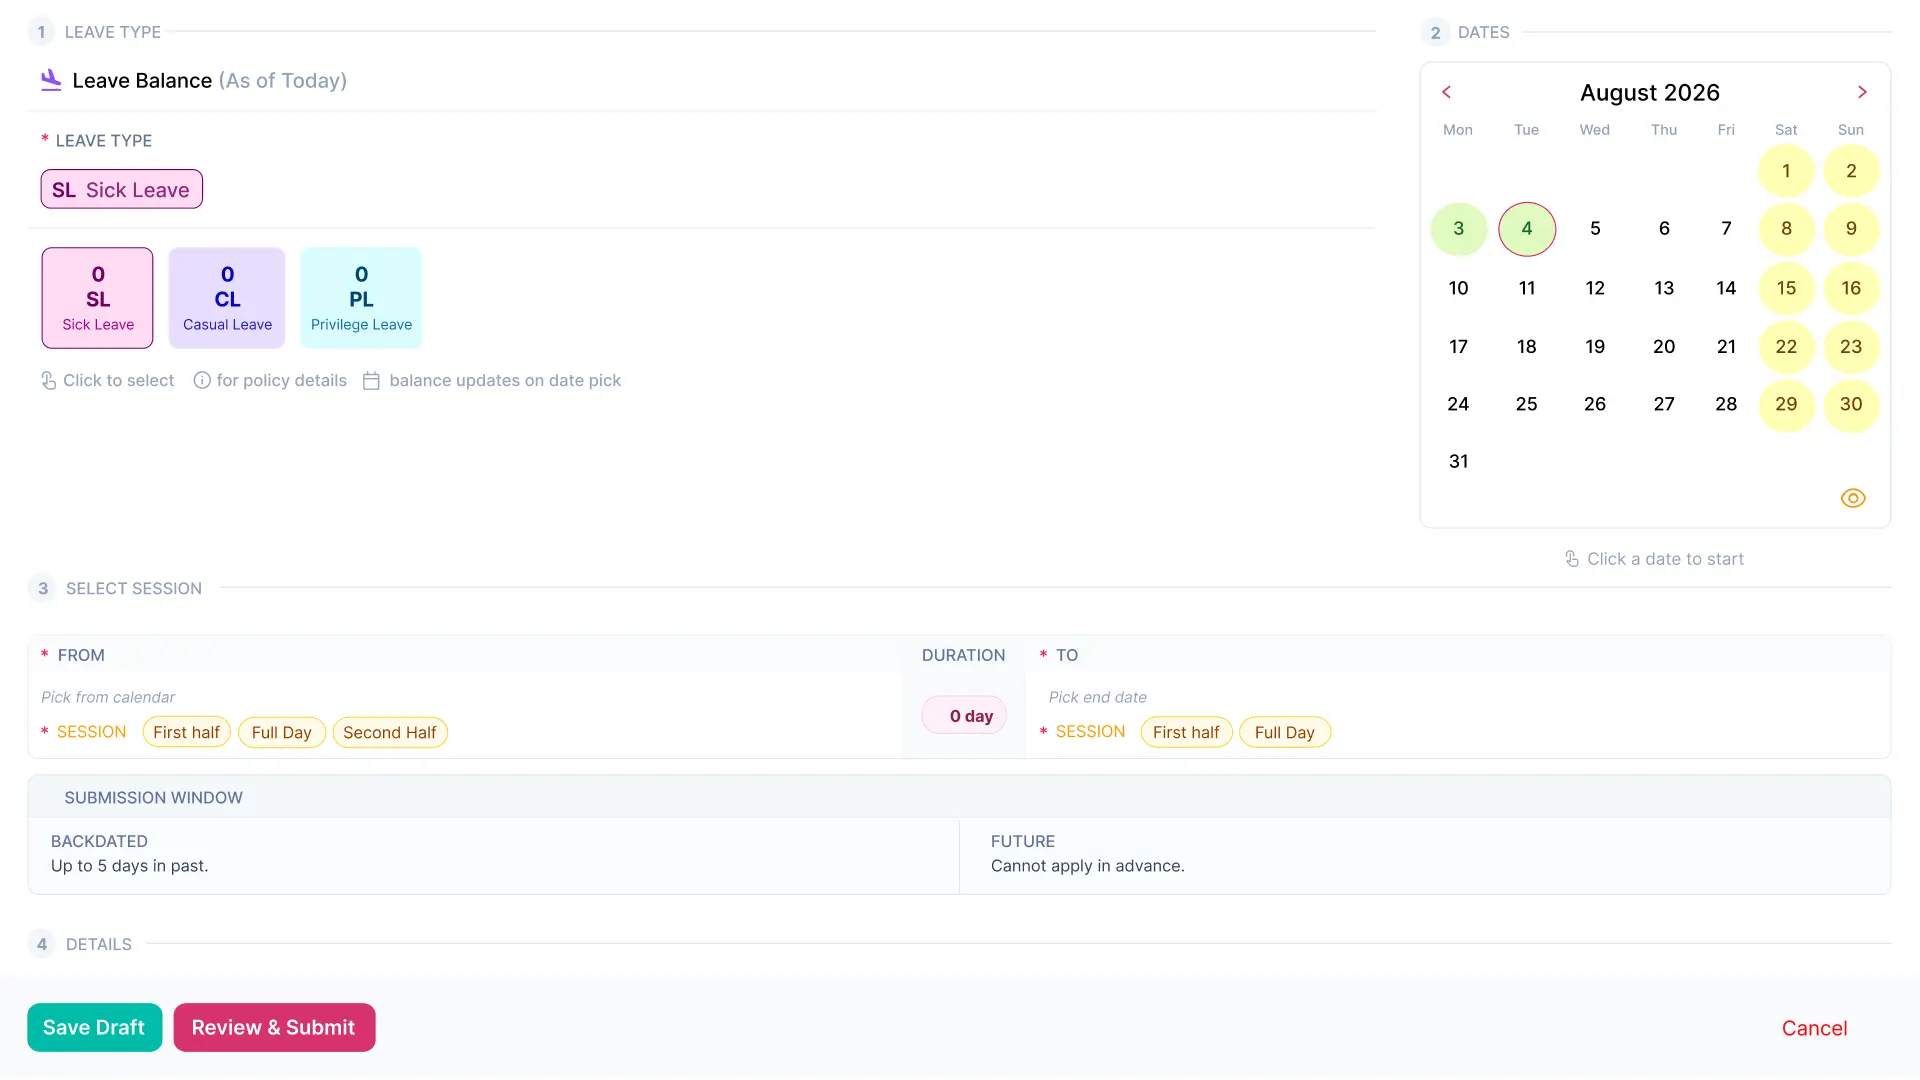 1 LEAVE TYPE
Leave Balance (As of Today)
* LEAVE TYPE
SL Sick Leave
0
SL
Sick Leave
0
CL
Casual Leave
0
PL
Privilege Leave
Click to select for policy details balance updates on date pick
2 DATES
August 2026
Mon Tue Wed Thu Fri Sat Sun
1 2
3 4 5 6 7 8 9
10 11 12 13 14 15 16
17 18 19 20 21 22 23
24 25 26 27 28 29 30
31
Click a date to start
3 SELECT SESSION
* FROM
Pick from calendar
* SESSION First half Full Day Second Half
DURATION
0 day
* TO
Pick end date
* SESSION First half Full Day
SUBMISSION WINDOW
BACKDATED
Up to 5 days in past.
FUTURE
Cannot apply in advance.
4 DETAILS
Save Draft Review & Submit Cancel